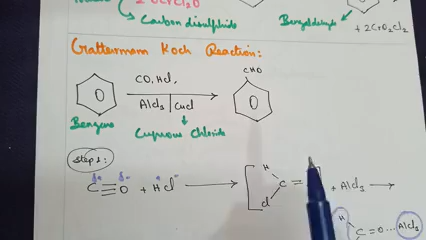 Carbon disulphide
Benzaldehyde
+ 2CrO2Cl2
Gattermann Koch Reaction:
CHO
CO, HCl,
AlCl3 | CuCl
Benzene
Cuprous Chloride
Step 1:
C≡O + HCl
H
C =
Cl
+ AlCl3
H
C=O... AlCl3